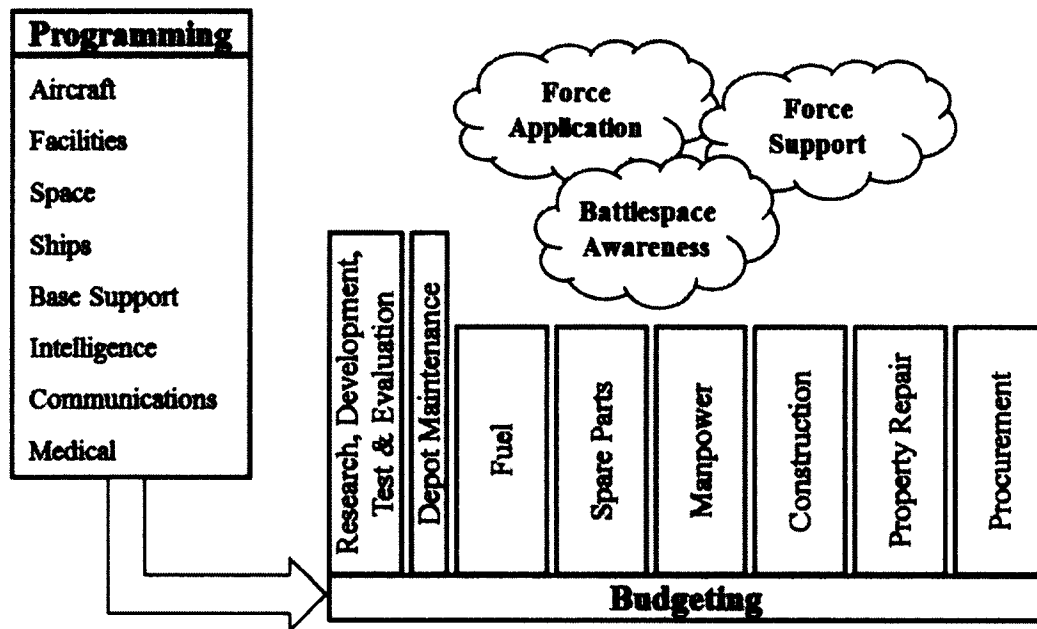 Programming
Aircraft
Facilities
Space
Ships
Base Support
Intelligence
Communications
Medical
Force
Application
Force
Support
Battlespace
Awareness
Research, Development,
Test & Evaluation
Depot Maintenance
Fuel
Spare Parts
Manpower
Construction
Property Repair
Procurement
Budgeting